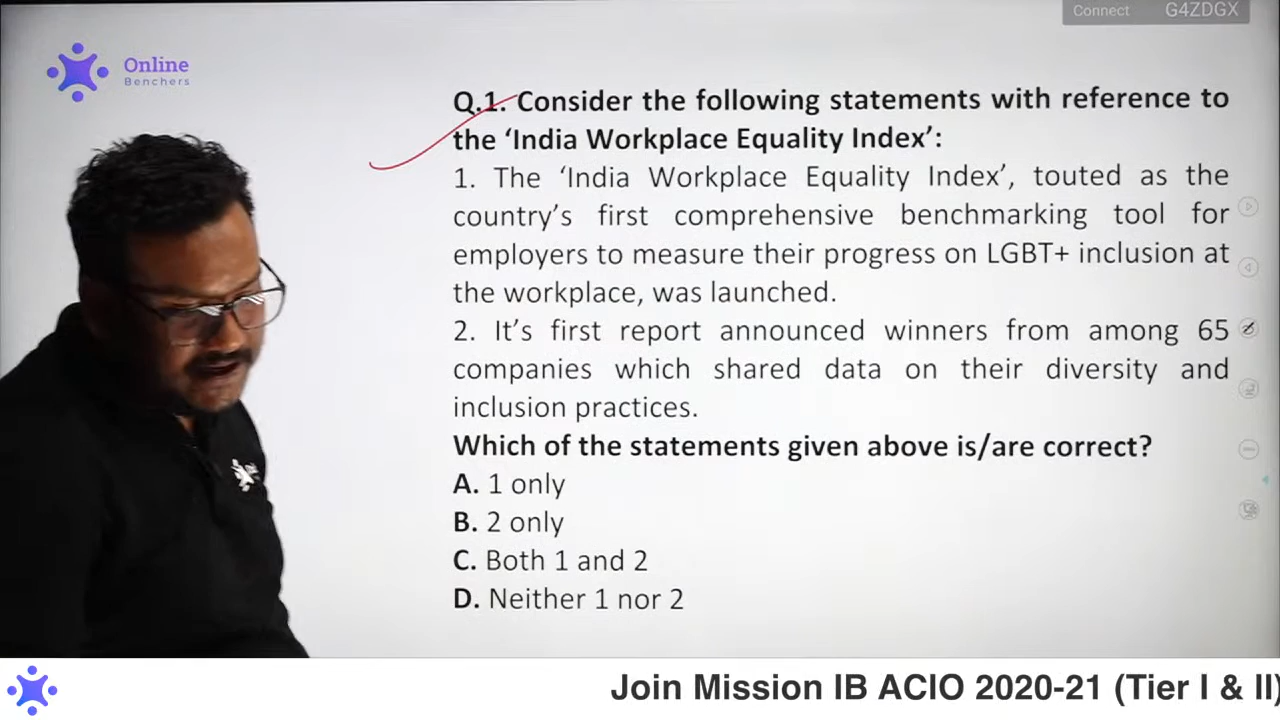 Connect G4ZDGX
Online
Benchers
Q.1. Consider the following statements with reference to
the ‘India Workplace Equality Index’:
1. The ‘India Workplace Equality Index’, touted as the
country’s first comprehensive benchmarking tool for
employers to measure their progress on LGBT+ inclusion at
the workplace, was launched.
2. It’s first report announced winners from among 65
companies which shared data on their diversity and
inclusion practices.
Which of the statements given above is/are correct?
A. 1 only
B. 2 only
C. Both 1 and 2
D. Neither 1 nor 2
Join Mission IB ACIO 2020-21 (Tier I & II)